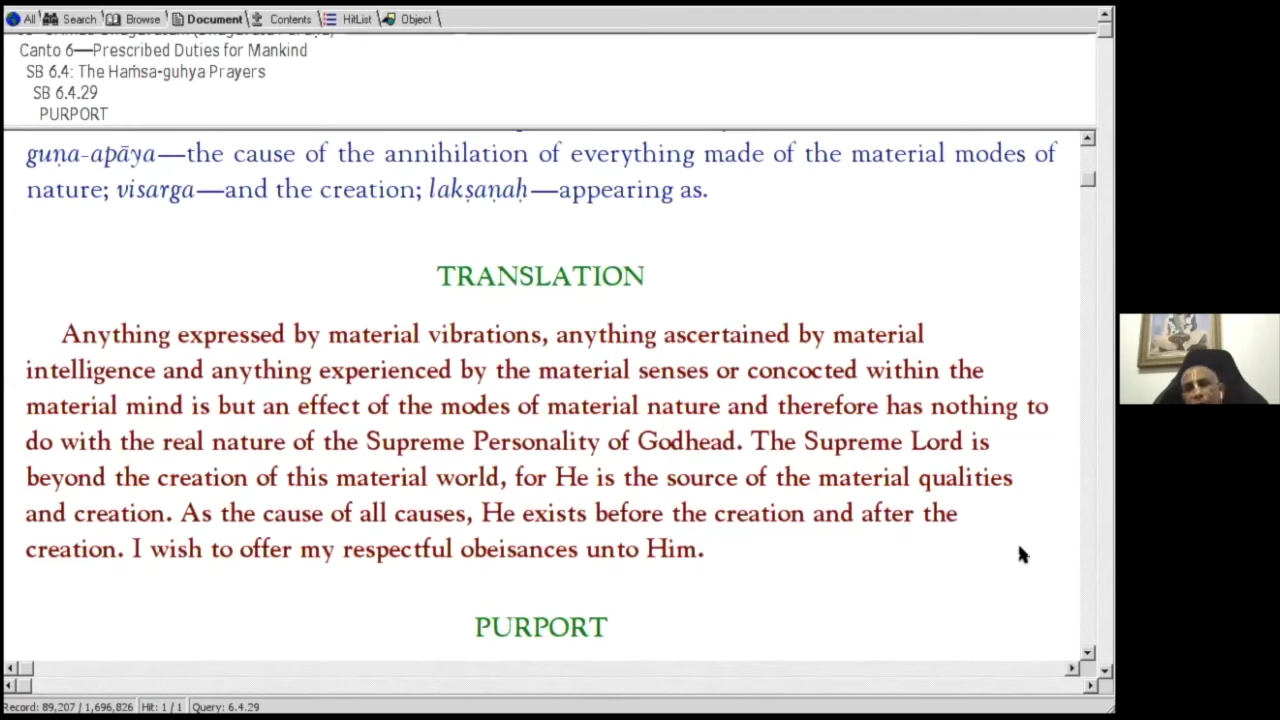 All Search Browse Document Contents HitList Object
Canto 6—Prescribed Duties for Mankind
SB 6.4: The Haṁsa-guhya Prayers
SB 6.4.29
PURPORT
guṇa-apāya—the cause of the annihilation of everything made of the material modes of
nature; visarga—and the creation; lakṣaṇaḥ—appearing as.
TRANSLATION
Anything expressed by material vibrations, anything ascertained by material
intelligence and anything experienced by the material senses or concocted within the
material mind is but an effect of the modes of material nature and therefore has nothing to
do with the real nature of the Supreme Personality of Godhead. The Supreme Lord is
beyond the creation of this material world, for He is the source of the material qualities
and creation. As the cause of all causes, He exists before the creation and after the
creation. I wish to offer my respectful obeisances unto Him.
PURPORT
Record: 89,207 / 1,696,826 Hit: 1 / 1 Query: 6.4.29